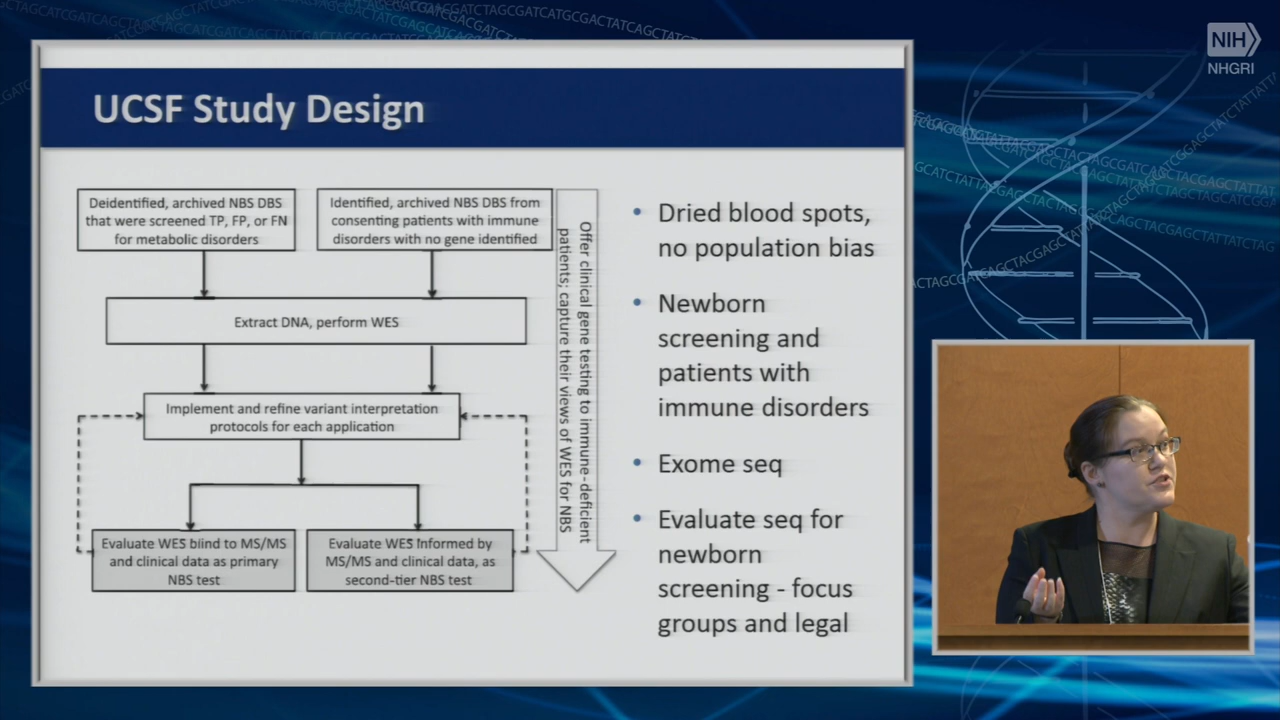 NIH
NHGRI
UCSF Study Design
Deidentified, archived NBS DBS
that were screened TP, FP, or FN
for metabolic disorders
Identified, archived NBS DBS from
consenting patients with immune
disorders with no gene identified
Extract DNA, perform WES
Implement and refine variant interpretation
protocols for each application
Evaluate WES blind to MS/MS
and clinical data as primary
NBS test
Evaluate WES informed by
MS/MS and clinical data, as
second-tier NBS test
Offer clinical gene testing to immune-deficient
patients; capture their views of WES for NBS
• Dried blood spots,
no population bias
• Newborn
screening and
patients with
immune disorders
• Exome seq
• Evaluate seq for
newborn
screening - focus
groups and legal